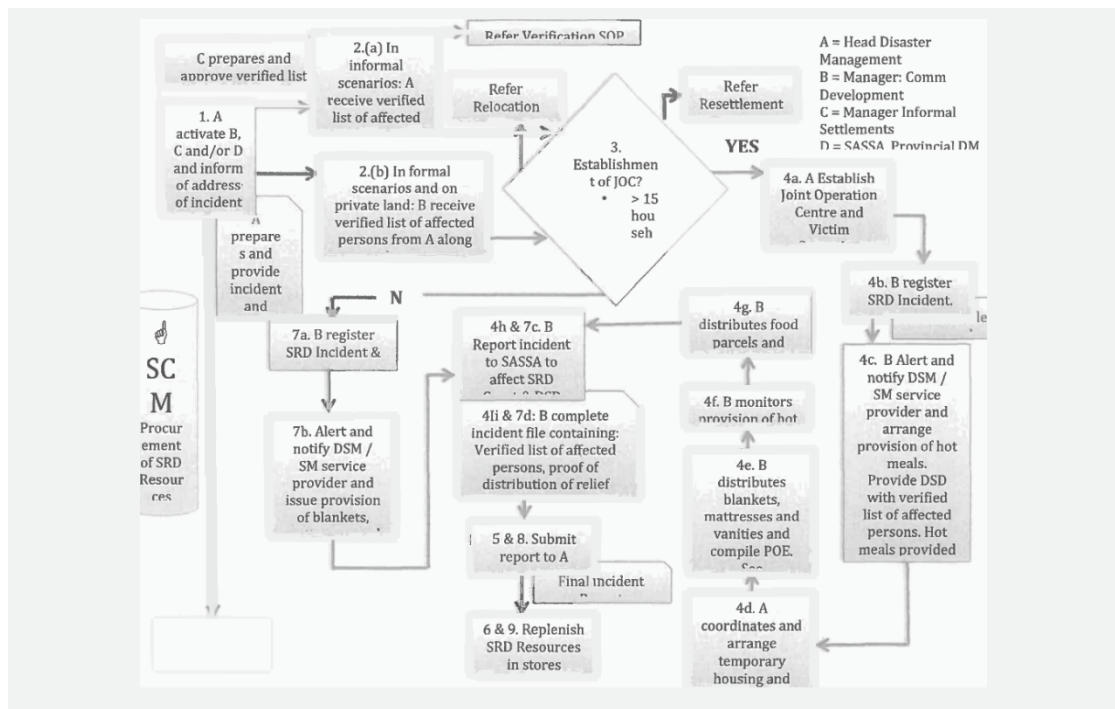 Refer Verification SOP
C prepares and
approve verified list
2.(a) In
informal
scenarios: A
receive verified
list of affected
Refer
Relocation
Refer
Resettlement
A = Head Disaster
Management
B = Manager: Comm
Development
C = Manager Informal
Settlements
D = SASSA Provincial DM
1. A
activate B,
C and/or D
and inform
of address
of incident
2.(b) In formal
scenarios and on
private land: B receive
verified list of affected
persons from A along
3.
Establishmen
t of JOC?
• > 15
hou
seh
YES
4a. A Establish
Joint Operation
Centre and
Victim
A
prepare
s and
provide
incident
and
N
4b. B register
SRD Incident.
le
7a. B register
SRD Incident &
4h & 7c. B
Report incident
to SASSA to
affect SRD
4g. B
distributes food
parcels and
4c. B Alert and
notify DSM /
SM service
provider and
arrange
provision of hot
meals.
Provide DSD
with verified
list of affected
persons. Hot
meals provided
SC
M
Procur
ement
of SRD
Resour
ces
7b. Alert and
notify DSM /
SM service
provider and
issue provision
of blankets,
4Ii & 7d: B complete
incident file containing:
Verified list of affected
persons, proof of
distribution of relief
4f. B monitors
provision of hot
4e. B
distributes
blankets,
mattresses and
vanities and
compile POE.
See
5 & 8. Submit
report to A
Final incident
6 & 9. Replenish
SRD Resources
in stores
4d. A
coordinates and
arrange
temporary
housing and